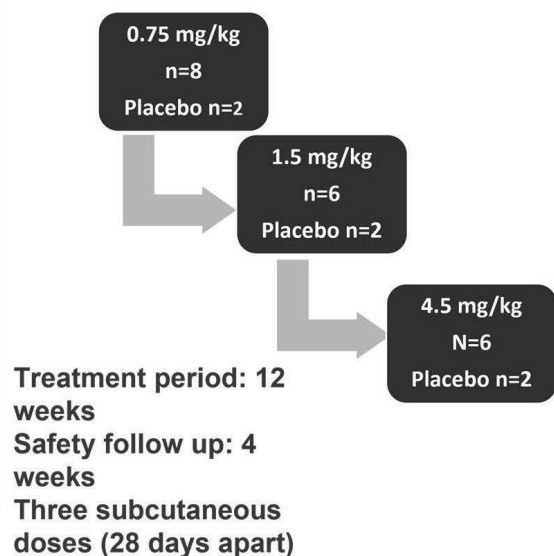 0.75 mg/kg
n=8
Placebo n=2
1.5 mg/kg
n=6
Placebo n=2
4.5 mg/kg
N=6
Placebo n=2
Treatment period: 12
weeks
Safety follow up: 4
weeks
Three subcutaneous
doses (28 days apart)